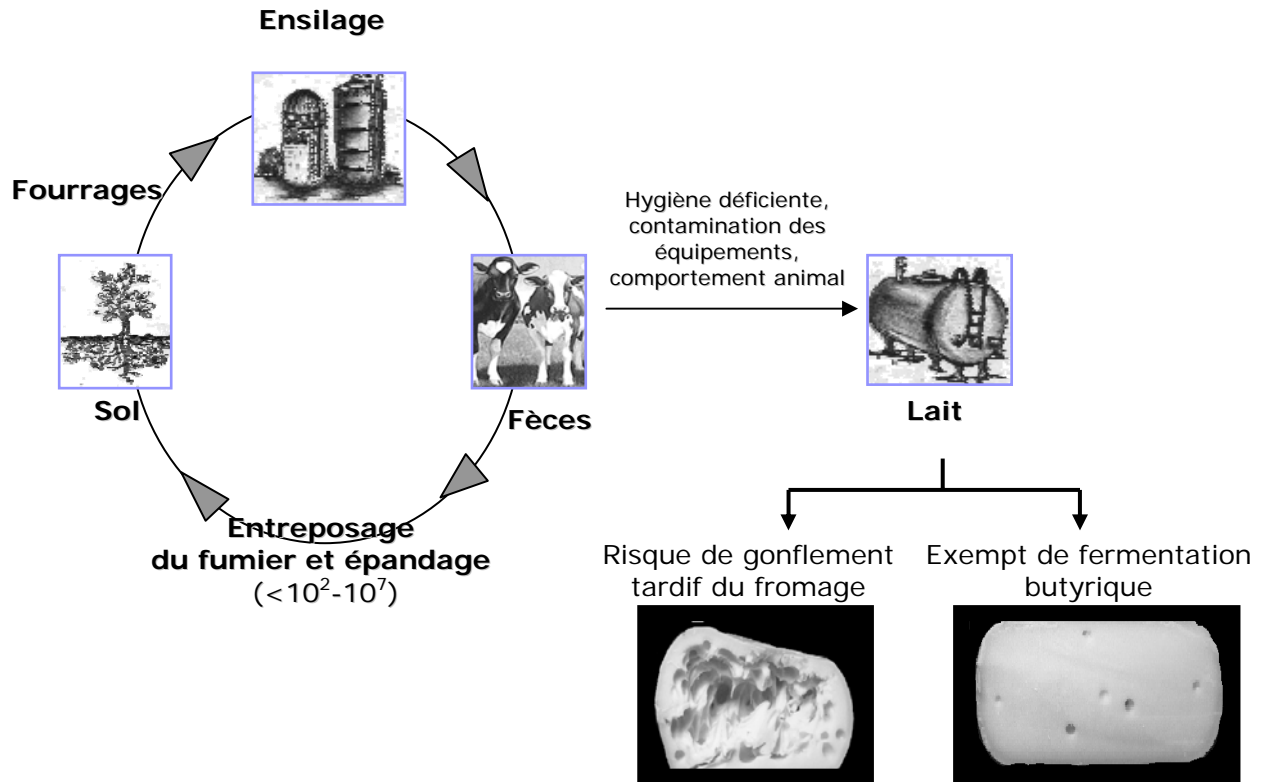 Ensilage
Fourrages
Hygiène déficiente,
contamination des
équipements,
comportement animal
Sol
Fèces
Lait
Entreposage
du fumier et épandage
(<10²-10⁷)
Risque de gonflement
tardif du fromage
Exempt de fermentation
butyrique